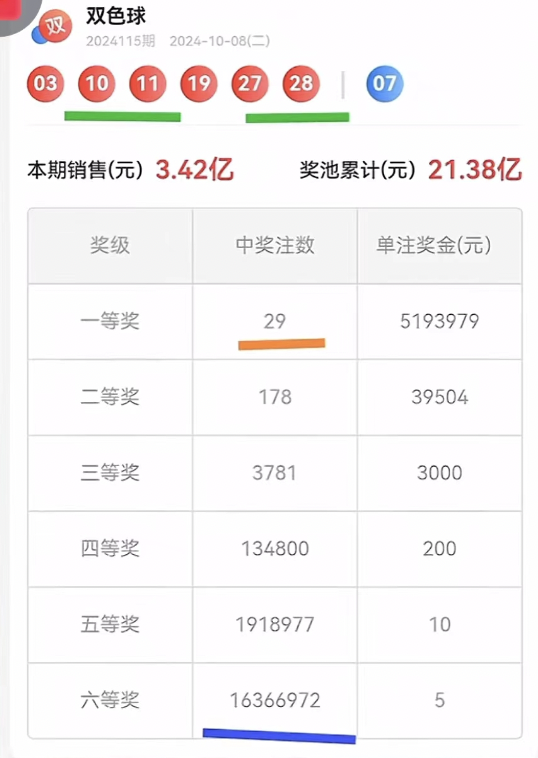 双 双色球
2024115期 2024-10-08(二)
03 10 11 19 27 28 07
本期销售(元) 3.42亿 奖池累计(元) 21.38亿
奖级 中奖注数 单注奖金(元)
一等奖 29 5193979
二等奖 178 39504
三等奖 3781 3000
四等奖 134800 200
五等奖 1918977 10
六等奖 16366972 5